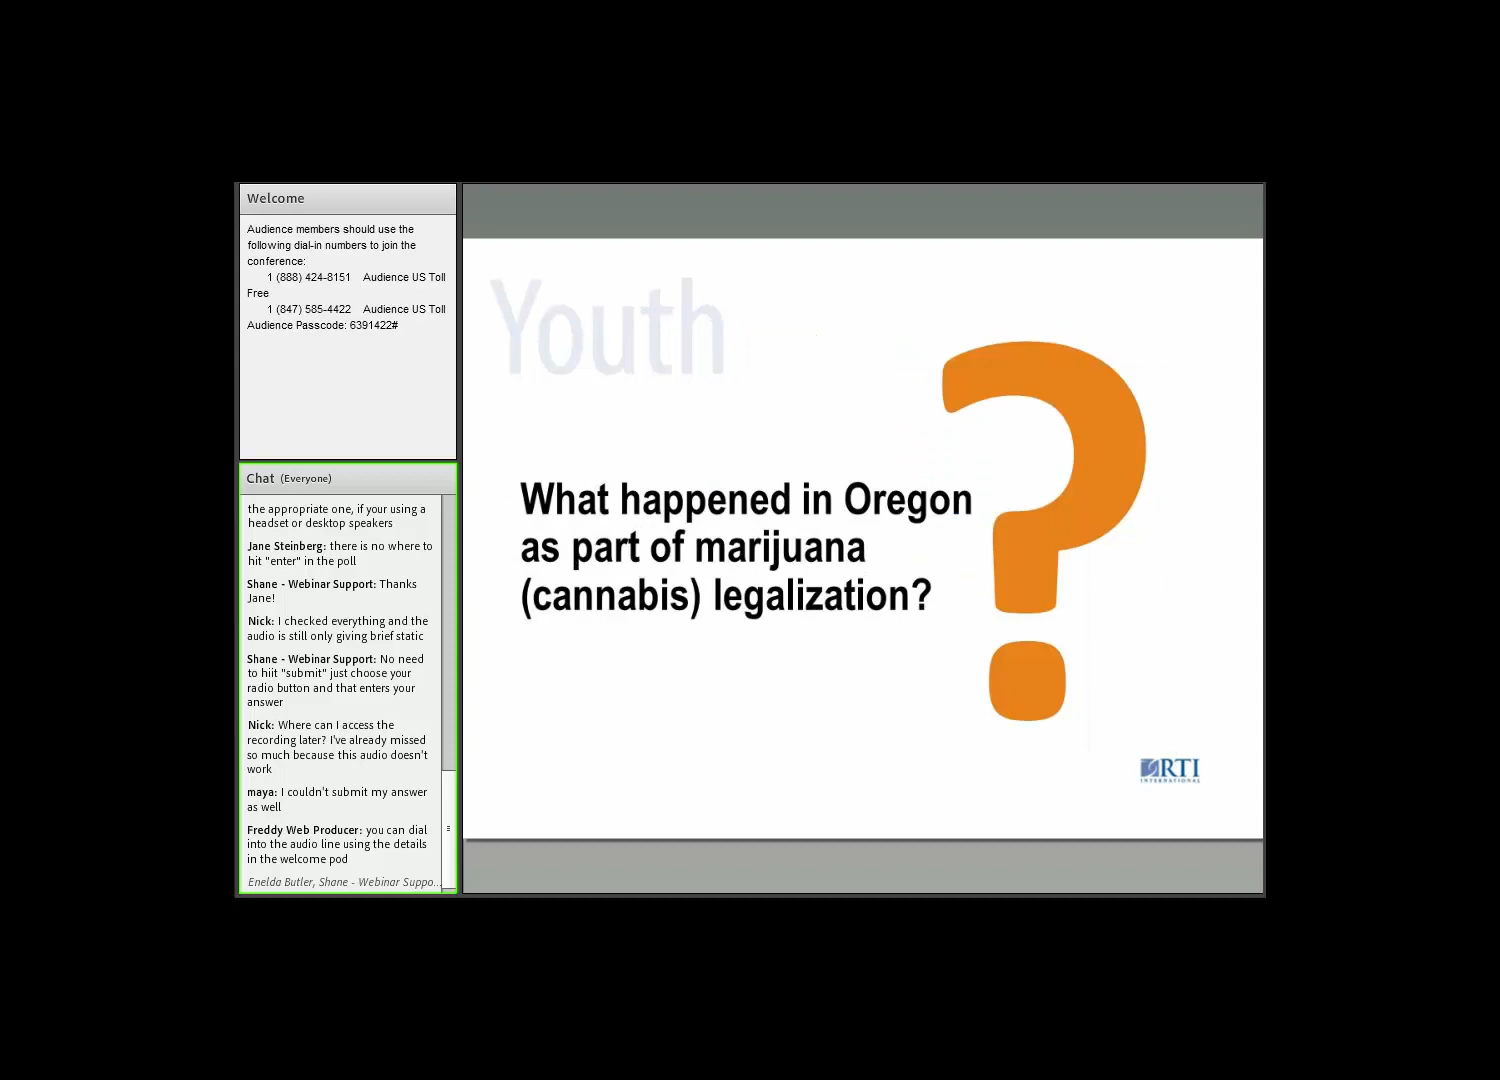 Welcome
Audience members should use the
following dial-in numbers to join the
conference:
1 (888) 424-8151 Audience US Toll
Free
1 (847) 585-4422 Audience US Toll
Audience Passcode: 6391422#
Chat (Everyone)
the appropriate one, if your using a
headset or desktop speakers
Jane Steinberg: there is no where to
hit "enter" in the poll
Shane - Webinar Support: Thanks
Jane!
Nick: I checked everything and the
audio is still only giving brief static
Shane - Webinar Support: No need
to hiit "submit" just choose your
radio button and that enters your
answer
Nick: Where can I access the
recording later? I've already missed
so much because this audio doesn't
work
maya: I couldn't submit my answer
as well
Freddy Web Producer: you can dial
into the audio line using the details
in the welcome pod
Enelda Butler, Shane - Webinar Suppo...
Youth
?
What happened in Oregon
as part of marijuana
(cannabis) legalization?
RTI
INTERNATIONAL